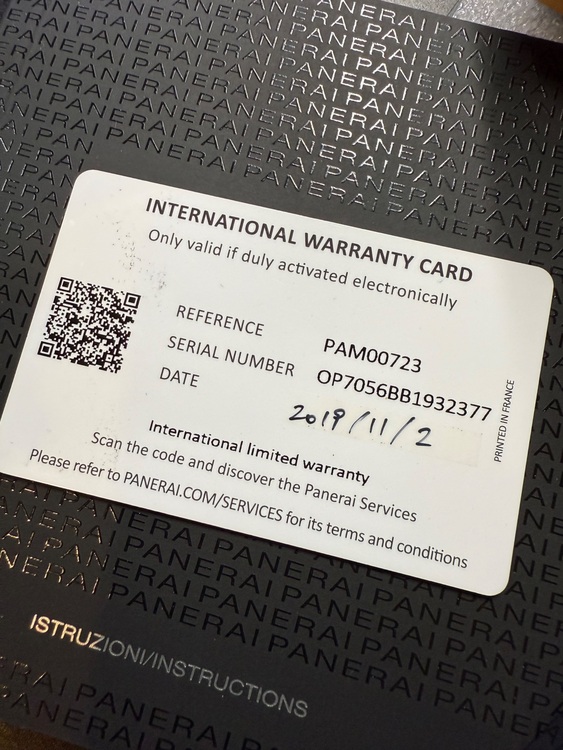 INTERNATIONAL WARRANTY CARD
Only valid if duly activated electronically
REFERENCE PAM00723
SERIAL NUMBER OP7056BB1932377
DATE 2019/11/2
PRINTED IN FRANCE
International limited warranty
Scan the code and discover the Panerai Services
Please refer to PANERAI.COM/SERVICES for its terms and conditions
ISTRUZIONI/INSTRUCTIONS